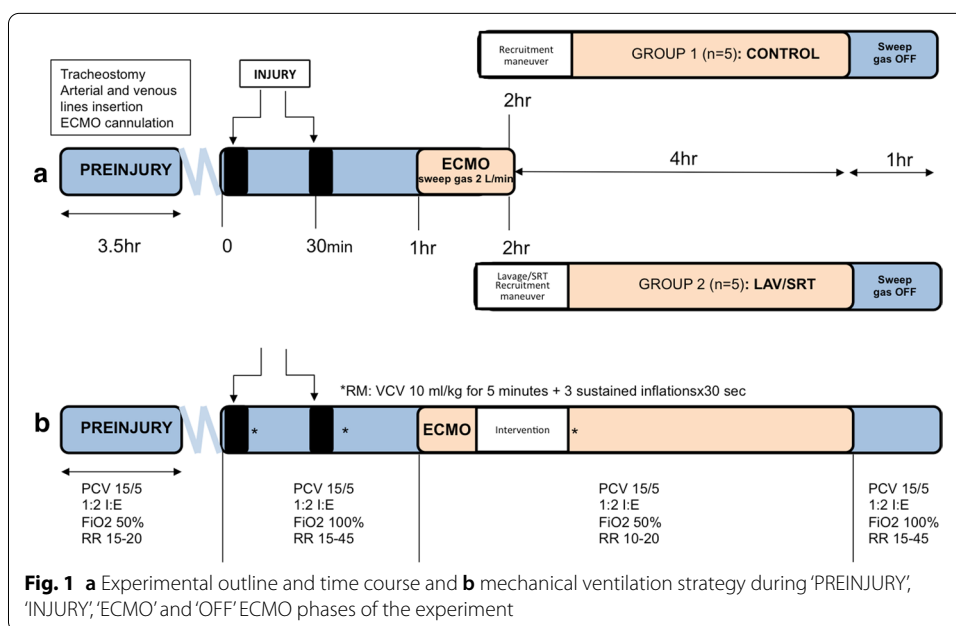 Recruitment
maneuver
GROUP 1 (n=5): CONTROL
Sweep
gas OFF
Tracheostomy
Arterial and venous
lines insertion
ECMO cannulation
INJURY
2hr
a
PREINJURY
ECMO
sweep gas 2 L/min
4hr
1hr
3.5hr
0
30min
1hr
2hr
Lavage/SRT
Recruitment
maneuver
GROUP 2 (n=5): LAV/SRT
Sweep
gas OFF
*RM: VCV 10 ml/kg for 5 minutes + 3 sustained inflationsx30 sec
b
PREINJURY
*
*
ECMO
Intervention
*
PCV 15/5
1:2 I:E
FiO2 50%
RR 15-20
PCV 15/5
1:2 I:E
FiO2 100%
RR 15-45
PCV 15/5
1:2 I:E
FiO2 50%
RR 10-20
PCV 15/5
1:2 I:E
FiO2 100%
RR 15-45
Fig. 1 a Experimental outline and time course and b mechanical ventilation strategy during ‘PREINJURY’,
‘INJURY’, ‘ECMO’ and ‘OFF’ ECMO phases of the experiment